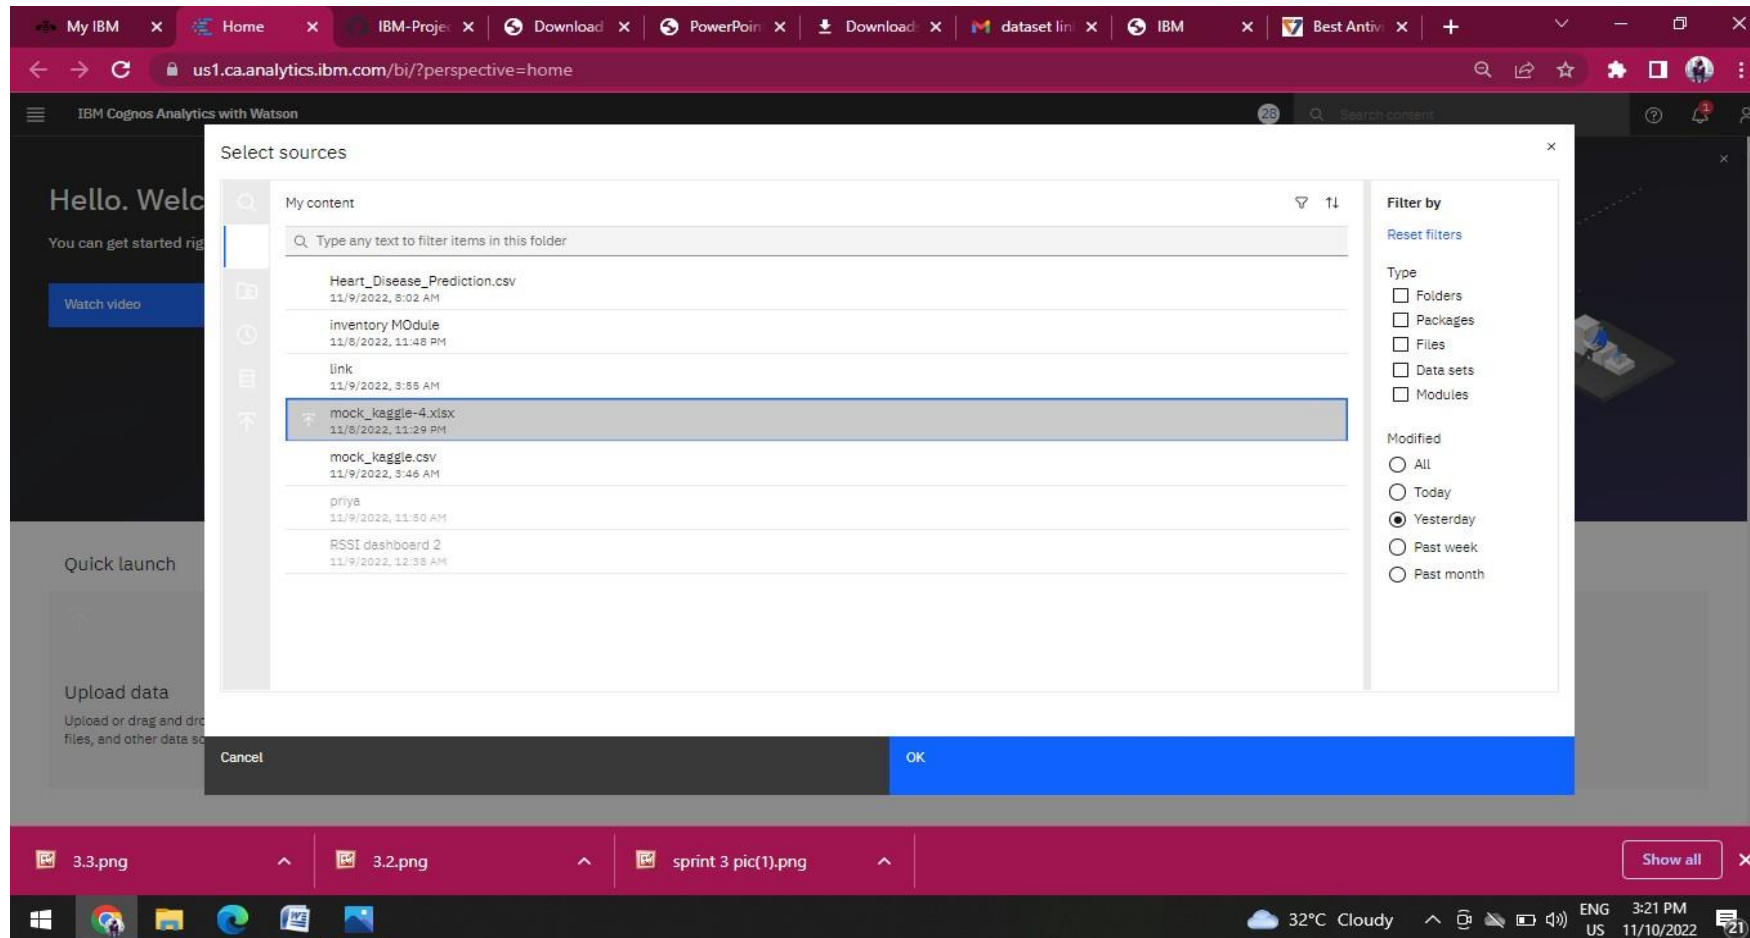 My IBM
Home
IBM-Projec
Download
PowerPoin
Download
dataset lin
IBM
Best Antiv
us1.ca.analytics.ibm.com/bi/?perspective=home
IBM Cognos Analytics with Watson
28
Search content
1
Select sources
Hello. Welc
You can get started rig
Watch video
My content
Type any text to filter items in this folder
Heart_Disease_Prediction.csv
11/9/2022, 8:02 AM
inventory MOdule
11/8/2022, 11:48 PM
link
11/9/2022, 3:55 AM
mock_kaggle-4.xlsx
11/8/2022, 11:29 PM
mock_kaggle.csv
11/9/2022, 3:46 AM
priya
11/9/2022, 11:50 AM
RSSI dashboard 2
11/9/2022, 12:38 AM
Filter by
Reset filters
Type
Folders
Packages
Files
Data sets
Modules
Modified
All
Today
Yesterday
Past week
Past month
Quick launch
Upload data
Upload or drag and dro
files, and other data so
Cancel
OK
3.3.png
3.2.png
sprint 3 pic(1).png
Show all
32°C Cloudy
ENG
US
3:21 PM
11/10/2022
21